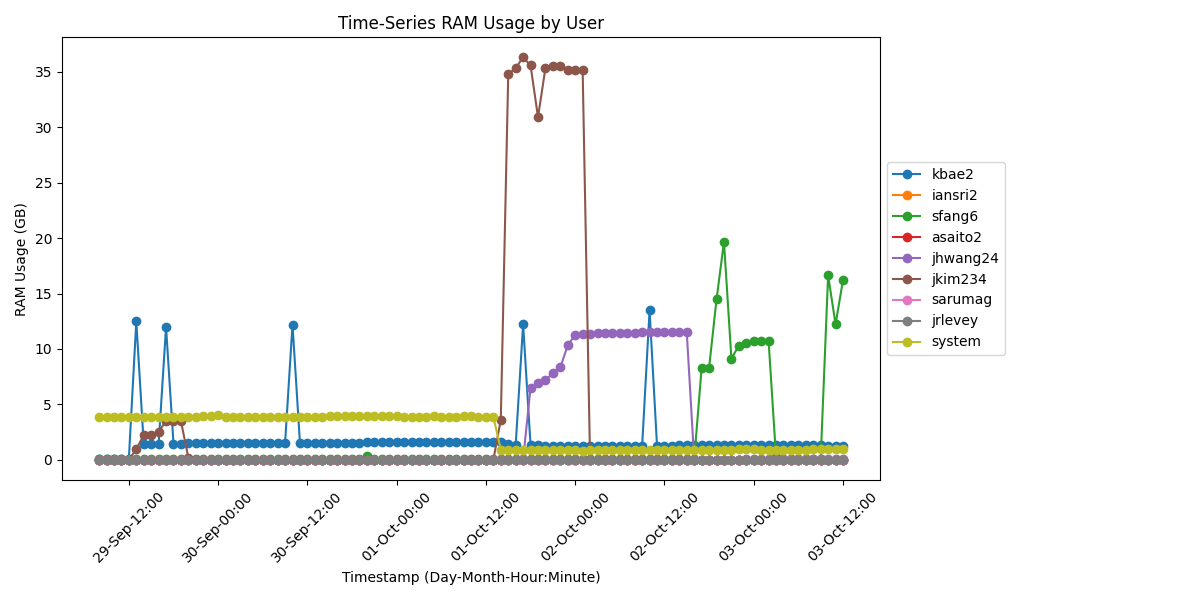 Time-Series RAM Usage by User
RAM Usage (GB)
35
30
25
20
15
10
5
0
29-Sep-12:00
30-Sep-00:00
30-Sep-12:00
01-Oct-00:00
01-Oct-12:00
02-Oct-00:00
02-Oct-12:00
03-Oct-00:00
03-Oct-12:00
Timestamp (Day-Month-Hour:Minute)
kbae2
iansri2
sfang6
asaito2
jhwang24
jkim234
sarumag
jrlevey
system